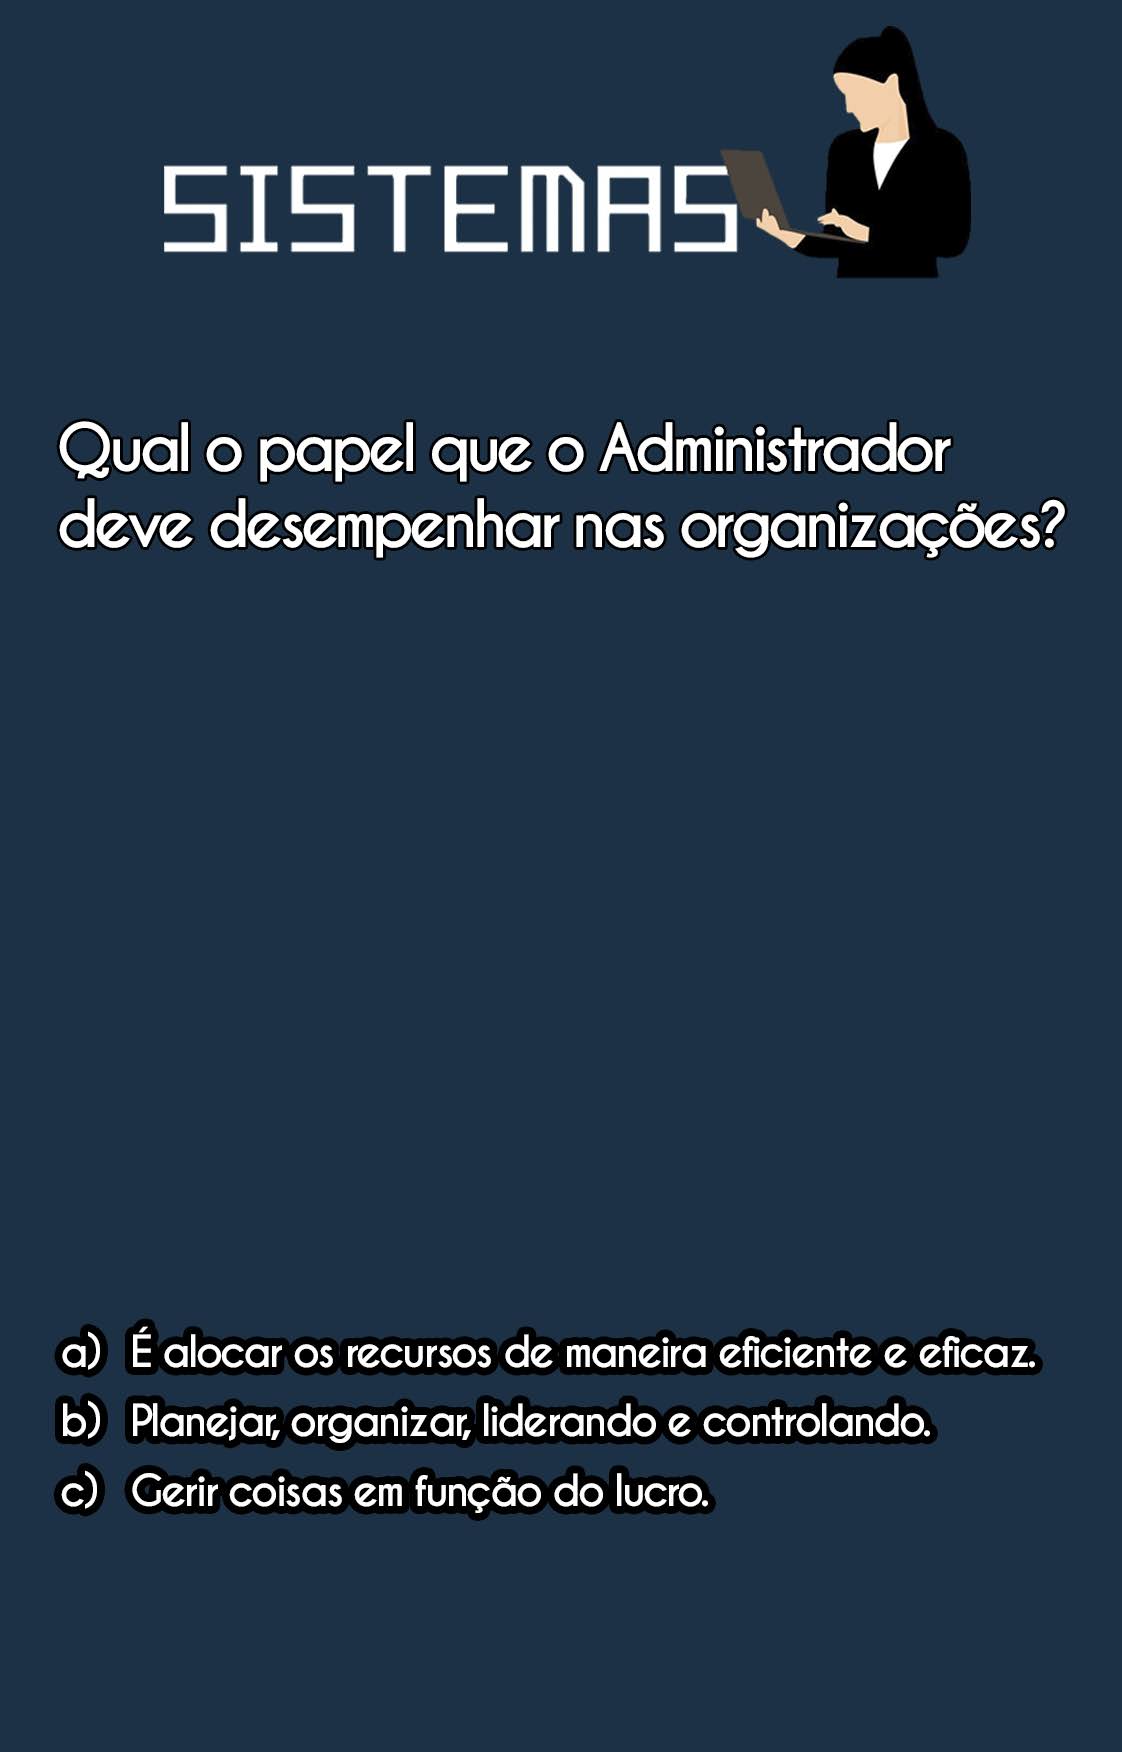 SISTEMAS
Qual o papel que o Administrador
deve desempenhar nas organizações?
a) É alocar os recursos de maneira eficiente e eficaz.
b) Planejar, organizar, liderando e controlando.
c) Gerir coisas em função do lucro.